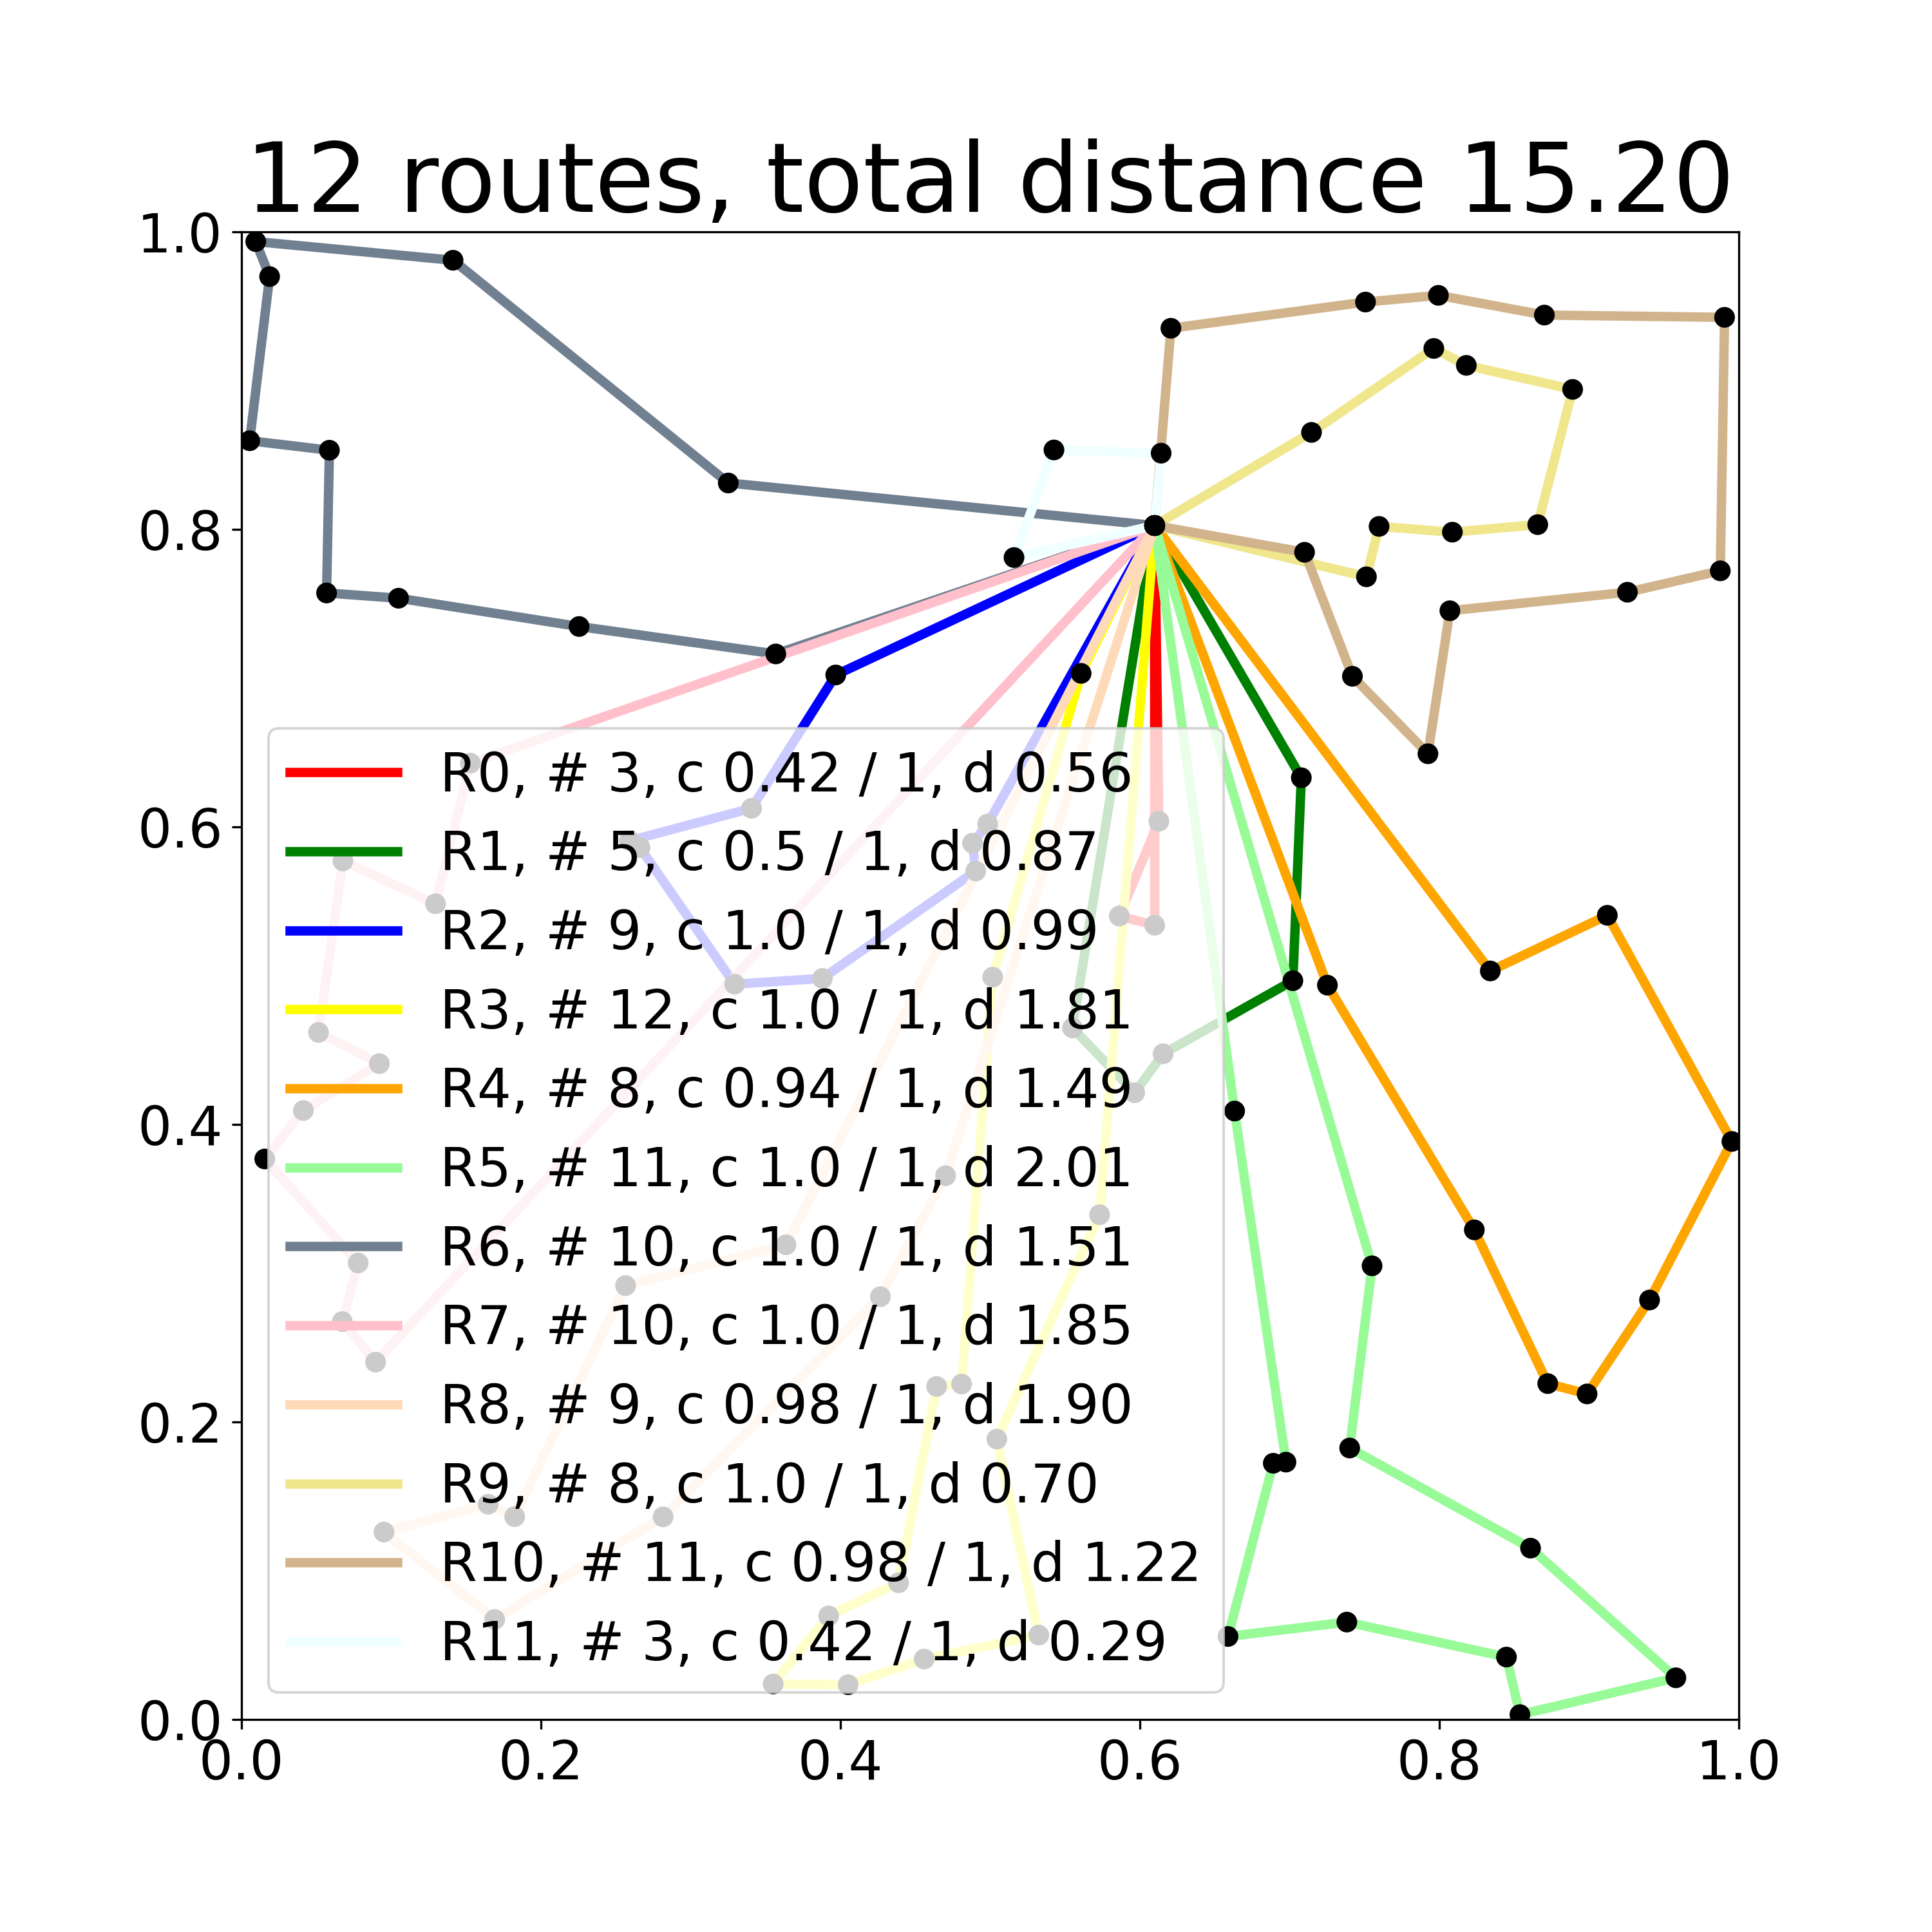 12 routes, total distance 15.20
1.0
0.8
0.6
0.4
0.2
0.0
R0, # 3, c 0.42 / 1, d 0.56
R1, # 5, c 0.5 / 1, d 0.87
R2, # 9, c 1.0 / 1, d 0.99
R3, # 12, c 1.0 / 1, d 1.81
R4, # 8, c 0.94 / 1, d 1.49
R5, # 11, c 1.0 / 1, d 2.01
R6, # 10, c 1.0 / 1, d 1.51
R7, # 10, c 1.0 / 1, d 1.85
R8, # 9, c 0.98 / 1, d 1.90
R9, # 8, c 1.0 / 1, d 0.70
R10, # 11, c 0.98 / 1, d 1.22
R11, # 3, c 0.42 / 1, d 0.29
0.0 0.2 0.4 0.6 0.8 1.0